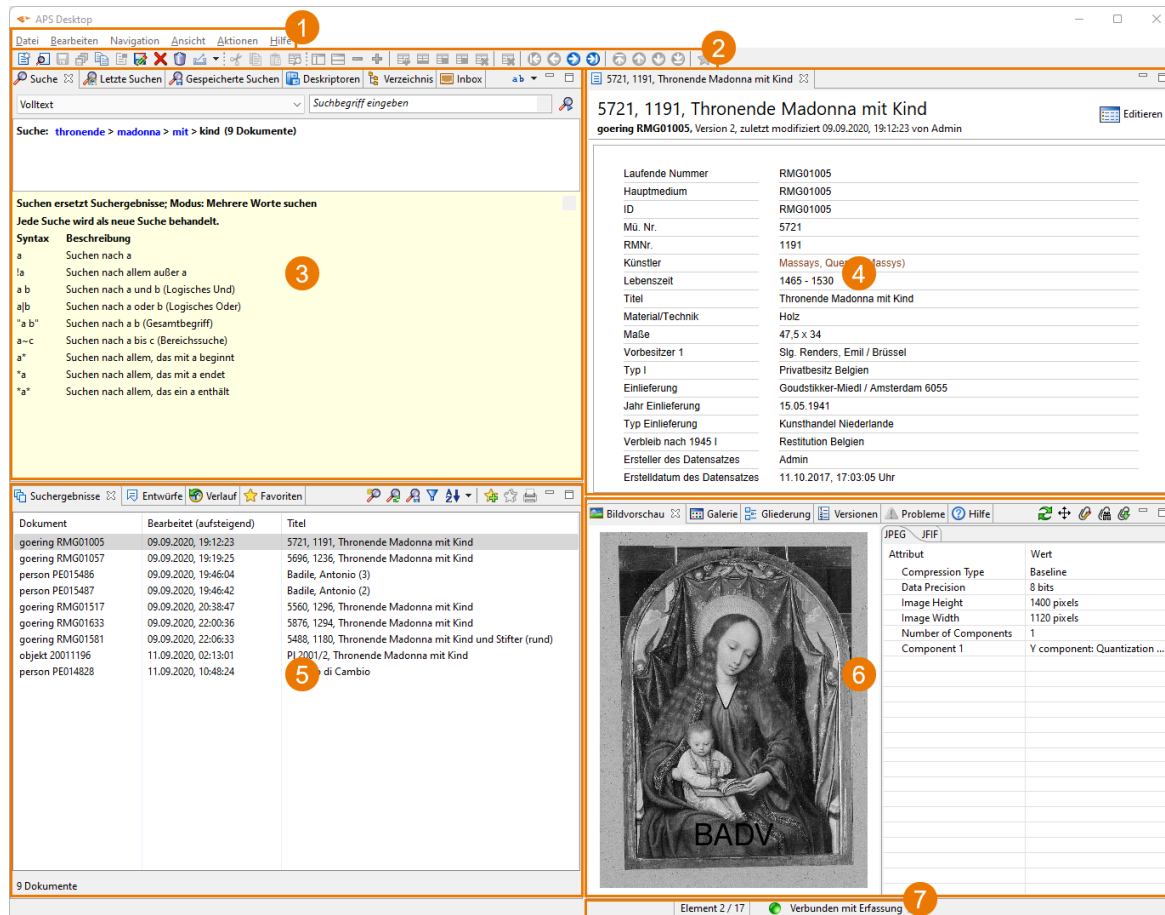 APS Desktop
1
Datei Bearbeiten Navigation Ansicht Aktionen Hilfe
2
Suche Letzte Suchen Gespeicherte Suchen Deskriptoren Verzeichnis Inbox
Volltext Suchbegriff eingeben
Suche: thronende > madonna > mit > kind (9 Dokumente)
Suchen ersetzt Suchergebnisse; Modus: Mehrere Worte suchen
Jede Suche wird als neue Suche behandelt.
Syntax Beschreibung
a Suchen nach a
!a Suchen nach allem außer a
a b Suchen nach a und b (Logisches Und)
a|b Suchen nach a oder b (Logisches Oder)
"a b" Suchen nach a b (Gesamtbegriff)
a~c Suchen nach a bis c (Bereichssuche)
a* Suchen nach allem, das mit a beginnt
*a Suchen nach allem, das mit a endet
*a* Suchen nach allem, das ein a enthält
3
5721, 1191, Thronende Madonna mit Kind
5721, 1191, Thronende Madonna mit Kind
Editieren
goering RMG01005, Version 2, zuletzt modifiziert 09.09.2020, 19:12:23 von Admin
Laufende Nummer RMG01005
Hauptmedium RMG01005
ID RMG01005
Mü. Nr. 5721
RMNr. 1191
Künstler Massays, Massys)
4
Lebenszeit 1465 - 1530
Titel Thronende Madonna mit Kind
Material/Technik Holz
Maße 47,5 x 34
Vorbesitzer 1 Slg. Renders, Emil / Brüssel
Typ I Privatbesitz Belgien
Einlieferung Goudstikker-Miedl / Amsterdam 6055
Jahr Einlieferung 15.05.1941
Typ Einlieferung Kunsthandel Niederlande
Verbleib nach 1945 I Restitution Belgien
Ersteller des Datensatzes Admin
Erstelldatum des Datensatzes 11.10.2017, 17:03:05 Uhr
Suchergebnisse Entwürfe Verlauf Favoriten
Dokument Bearbeitet (aufsteigend) Titel
goering RMG01005 09.09.2020, 19:12:23 5721, 1191, Thronende Madonna mit Kind
goering RMG01057 09.09.2020, 19:19:25 5696, 1236, Thronende Madonna mit Kind
person PE015486 09.09.2020, 19:46:04 Badile, Antonio (3)
person PE015487 09.09.2020, 19:46:42 Badile, Antonio (2)
goering RMG01517 09.09.2020, 20:38:47 5560, 1296, Thronende Madonna mit Kind
goering RMG01633 09.09.2020, 22:00:36 5876, 1294, Thronende Madonna mit Kind
goering RMG01581 09.09.2020, 22:06:33 5488, 1180, Thronende Madonna mit Kind und Stifter (rund)
objekt 20011196 11.09.2020, 02:13:01 PI 2001/2, Thronende Madonna mit Kind
person PE014828 11.09.2020, 10:48:24 di Cambio
5
9 Dokumente
Bildvorschau Galerie Gliederung Versionen Probleme Hilfe
JPEG JFIF
Attribut Wert
Compression Type Baseline
Data Precision 8 bits
Image Height 1400 pixels
Image Width 1120 pixels
Number of Components 1
Component 1 Y component: Quantization ...
6
BADV
7
Element 2 / 17 Verbunden mit Erfassung